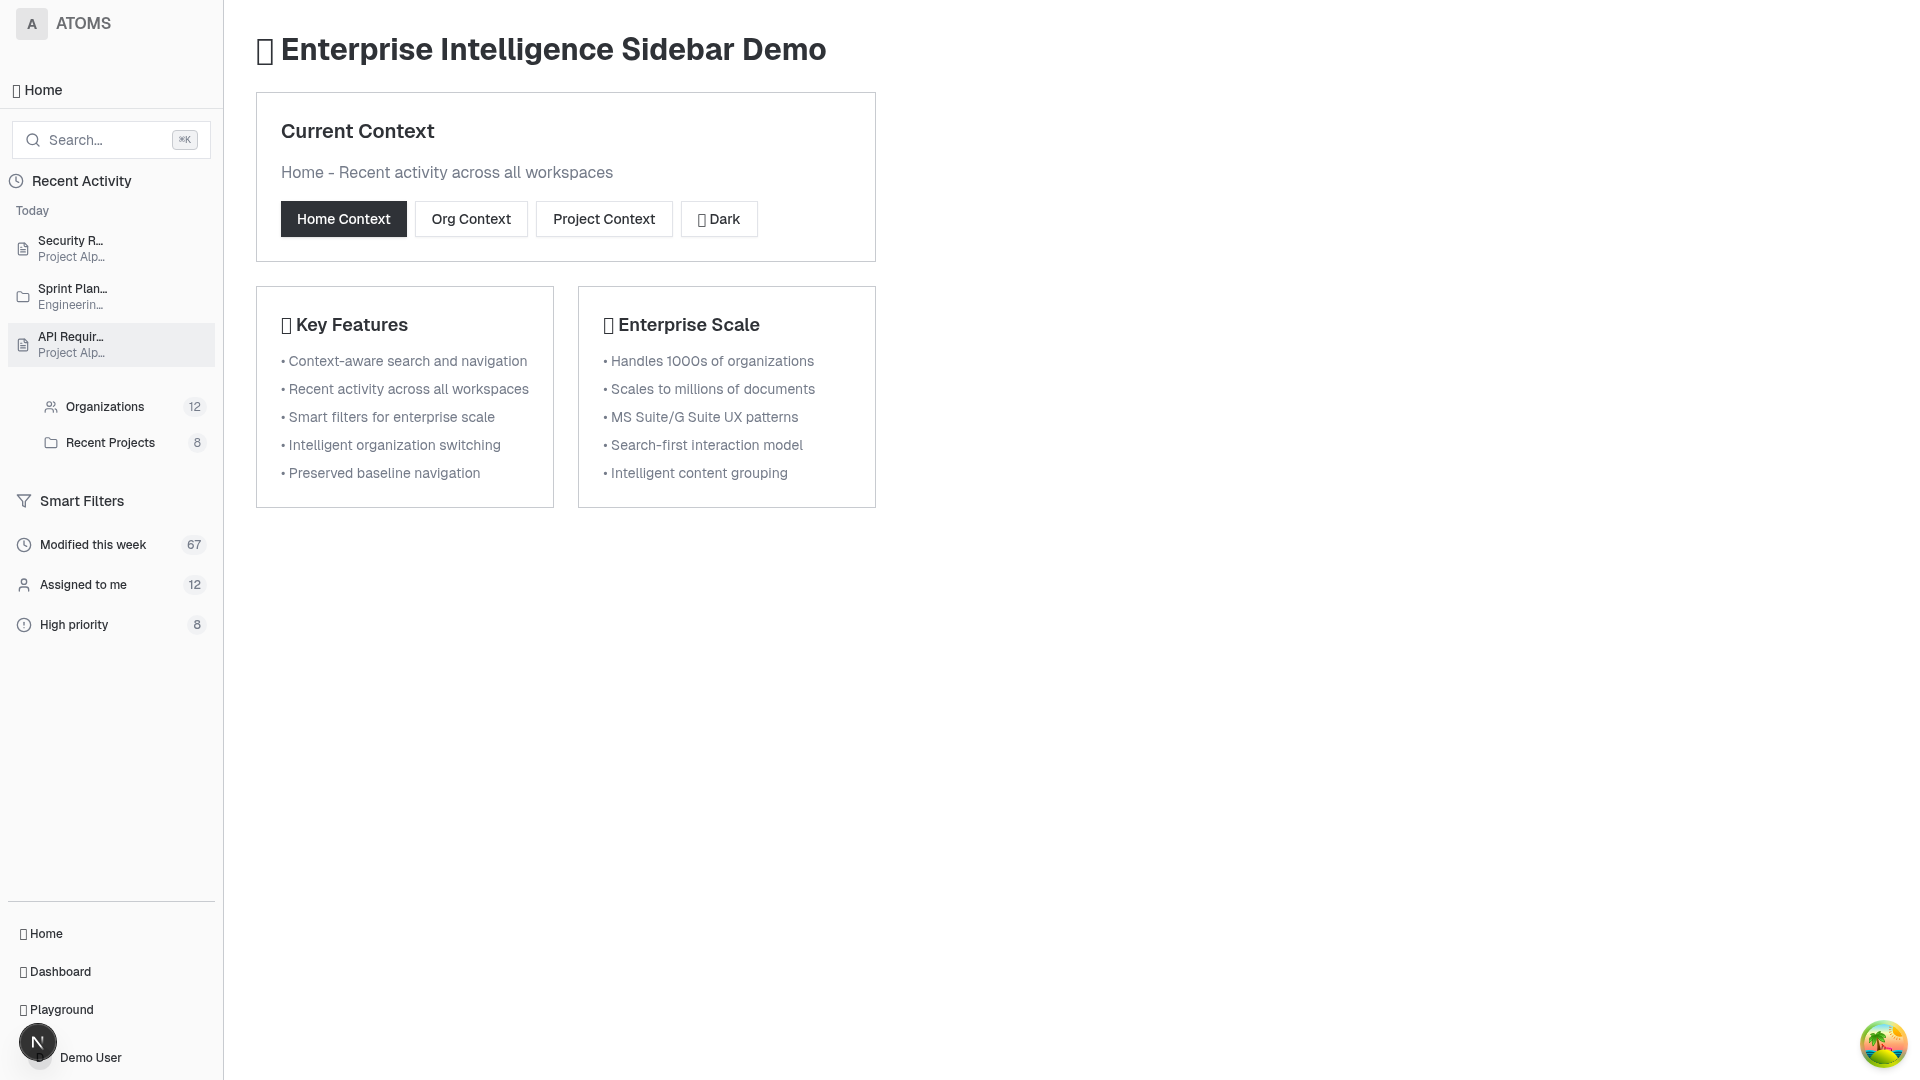 A ATOMS
Home
Search...
⌘K
Recent Activity
Today
Security R...
Project Alp...
Sprint Plan...
Engineerin...
API Requir...
Project Alp...
Organizations 12
Recent Projects 8
Smart Filters
Modified this week 67
Assigned to me 12
High priority 8
Home
Dashboard
Playground
N
Demo User
Enterprise Intelligence Sidebar Demo
Current Context
Home - Recent activity across all workspaces
Home Context Org Context Project Context Dark
Key Features
• Context-aware search and navigation
• Recent activity across all workspaces
• Smart filters for enterprise scale
• Intelligent organization switching
• Preserved baseline navigation
Enterprise Scale
• Handles 1000s of organizations
• Scales to millions of documents
• MS Suite/G Suite UX patterns
• Search-first interaction model
• Intelligent content grouping